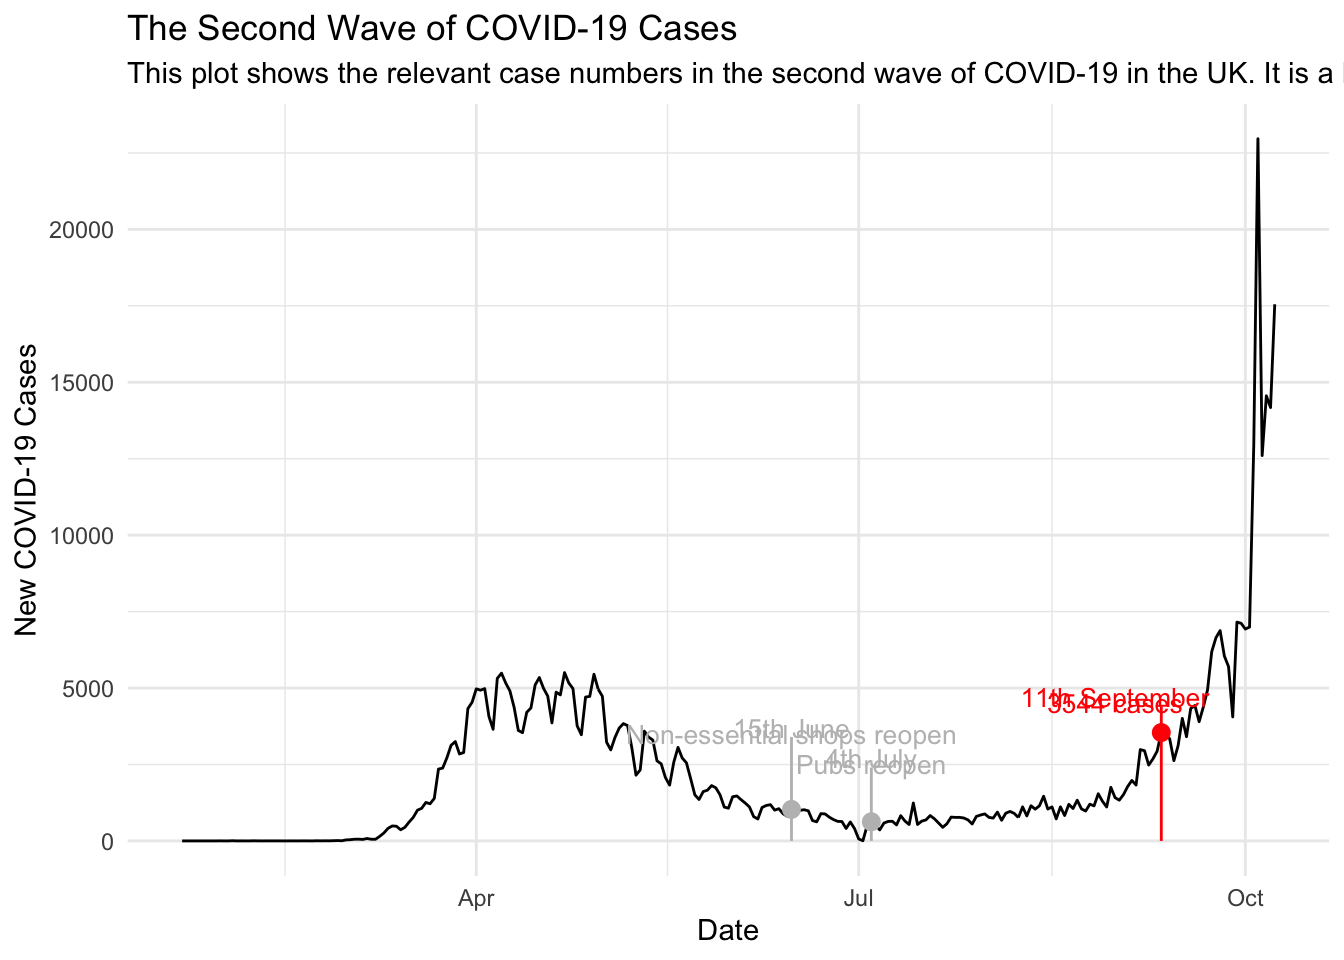 The Second Wave of COVID-19 Cases
This plot shows the relevant case numbers in the second wave of COVID-19 in the UK. It is a
New COVID-19 Cases
20000
15000
10000
5000
0
11th September
3544 cases
15th June
Non-essential shops reopen
4th July
Pubs reopen
Apr
Jul
Oct
Date